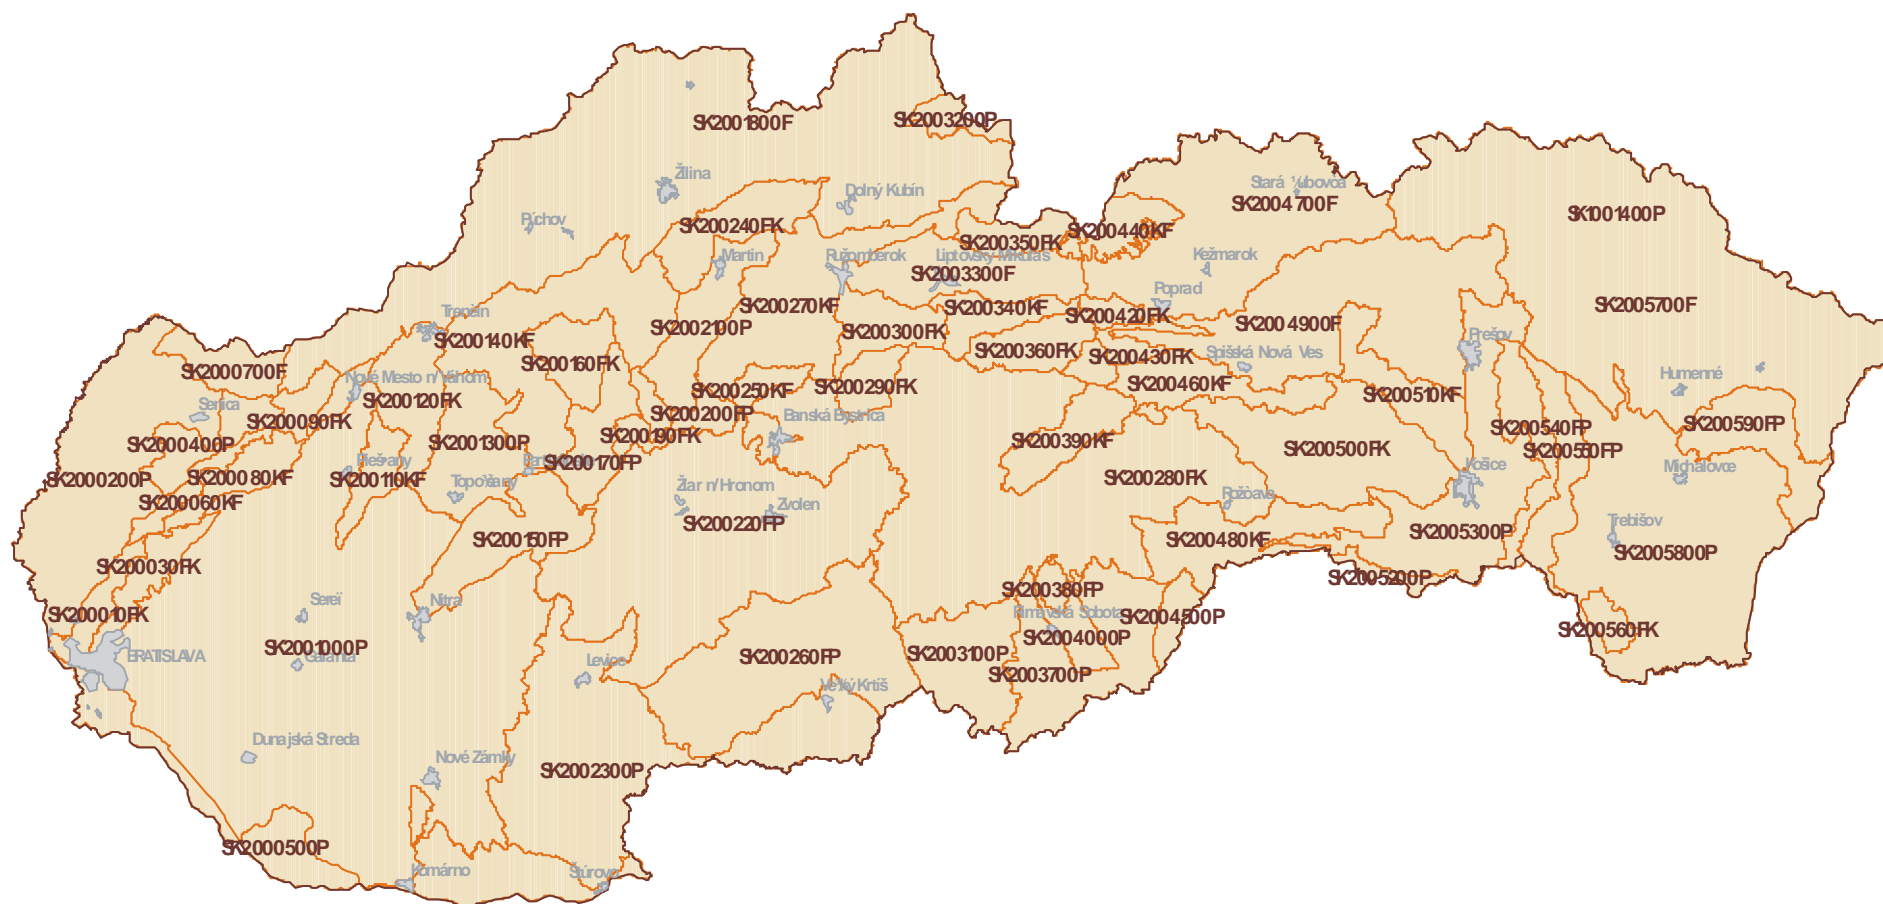 SK2001800F
SK2003200P
Žilina
Dolný Kubín
Stará Ľubovňa
SK2004700F
SK1001400P
Púchov
SK200240FK
SK200440KF
SK200350FK
Martin
Ružomberok
Liptovský Mikuláš
SK2003300F
Kežmarok
Poprad
SK200270KF
SK200340KF
SK200420FK
SK2005700F
Trenčín
SK200140KF
SK2002100P
SK200300FK
SK2004900F
Prešov
SK200160FK
SK200360FK
SK200430FK
Spišská Nová Ves
SK2000700F
Nové Mesto n/Váhom
SK200120FK
SK200250KF
SK200290FK
SK200460KF
SK200510KF
Humenné
Senica
SK200090FK
SK200200FP
Banská Bystrica
SK200540FP
SK200590FP
SK2000400P
SK2001300P
SK200190FK
SK200390KF
SK200500FK
SK200550FP
SK2000200P
SK200080KF
Piešťany
SK200110KF
SK200170FP
Topoľčany
SK200280FK
Košice
Michalovce
SK200060KF
Žiar n/Hronom
Zvolen
Rožňava
SK200150FP
SK200220FP
SK200480KF
SK2005300P
Trebišov
SK2005800P
SK200030FK
SK2005200P
SK200010FK
Sereď
Nitra
SK200380FP
Rimavská Sobota
SK2004500P
SK2004000P
SK200560FK
BRATISLAVA
SK2001000P
Galanta
Levice
SK200260FP
SK2003100P
SK2003700P
Veľký Krtíš
Dunajská Streda
Nové Zámky
SK2002300P
SK2000500P
Komárno
Štúrovo